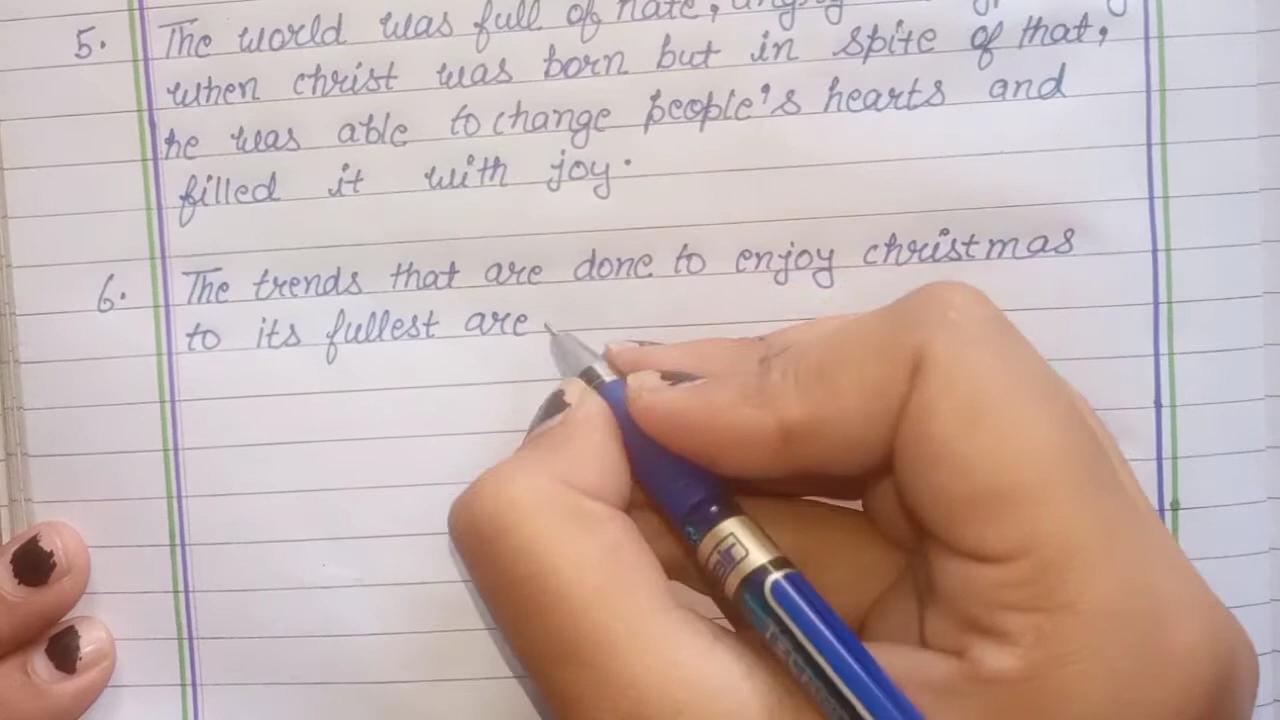 5. The world was full of hate,
when christ was born but in spite of that,
he was able to change people's hearts and
filled it with joy.
6. The trends that are done to enjoy christmas
to its fullest are